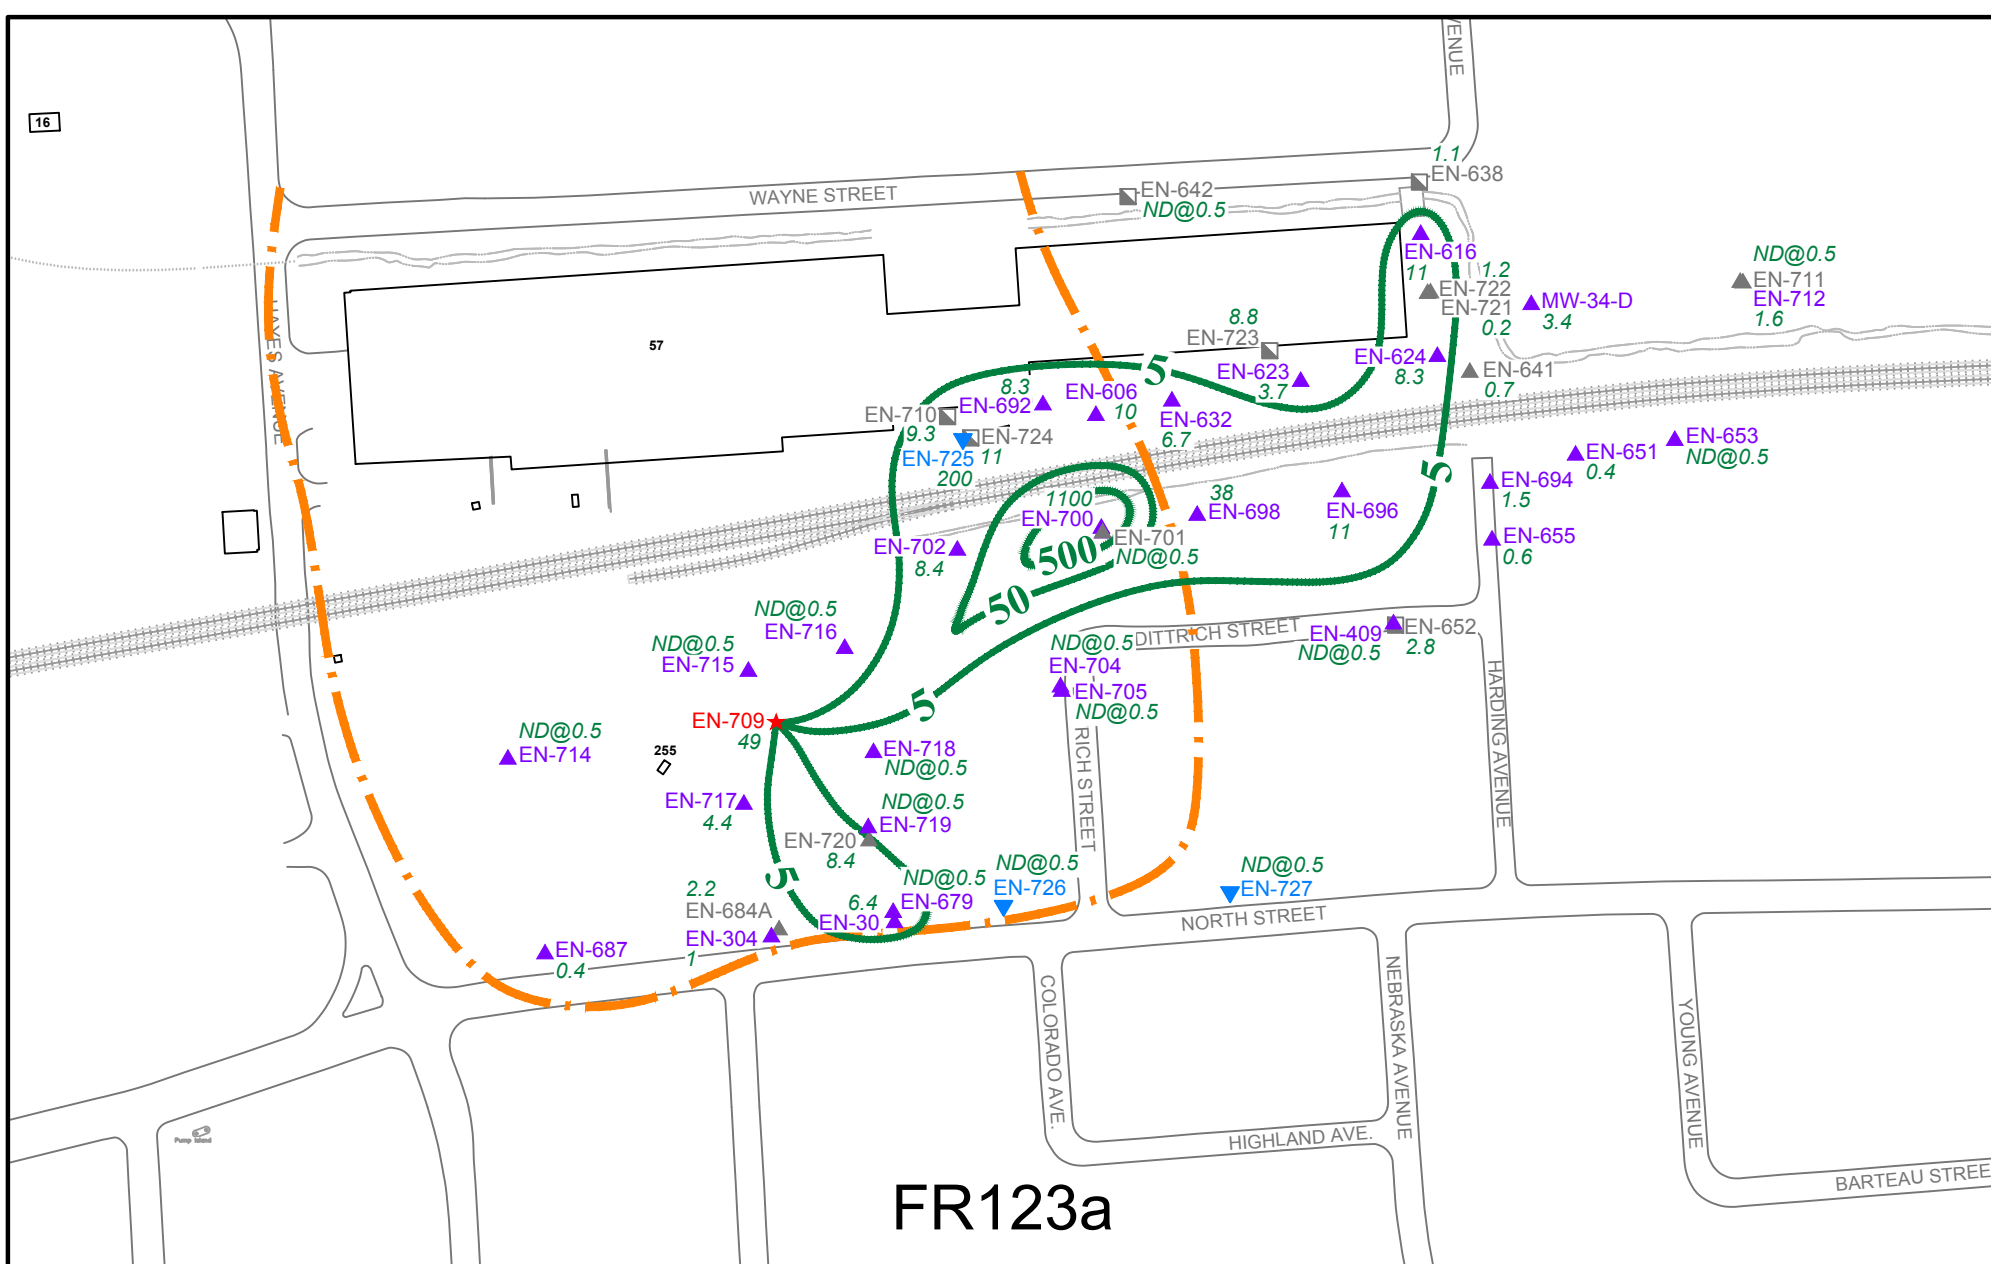 VENUE
16
1.1
EN-638
WAYNE STREET
EN-642
ND@0.5
EN-616
11
1.2
EN-722
EN-721
0.2
MW-34-D
3.4
ND@0.5
EN-711
EN-712
1.6
HAYES AVENUE
57
8.8
EN-723
EN-624
8.3
EN-641
0.7
5
EN-623
3.7
8.3
EN-692
EN-606
10
EN-632
6.7
EN-710
9.3
EN-724
11
EN-725
200
5
EN-653
ND@0.5
EN-651
0.4
EN-694
1.5
1100
EN-700
38
EN-698
EN-696
11
EN-701
ND@0.5
500
EN-655
0.6
EN-702
8.4
50
ND@0.5
EN-716
ND@0.5
EN-715
DITTRICH STREET
EN-409
ND@0.5
EN-652
2.8
ND@0.5
EN-704
EN-705
ND@0.5
HARDING AVENUE
RICH STREET
5
EN-709
49
ND@0.5
EN-714
255
EN-718
ND@0.5
EN-717
4.4
ND@0.5
EN-719
EN-720
8.4
5
ND@0.5
EN-679
6.4
EN-30
2.2
EN-684A
EN-304
1
ND@0.5
EN-726
ND@0.5
EN-727
NORTH STREET
EN-687
0.4
COLORADO AVE.
NEBRASKA AVENUE
YOUNG AVENUE
Pump Island
HIGHLAND AVE.
BARTEAU STREE
FR123a